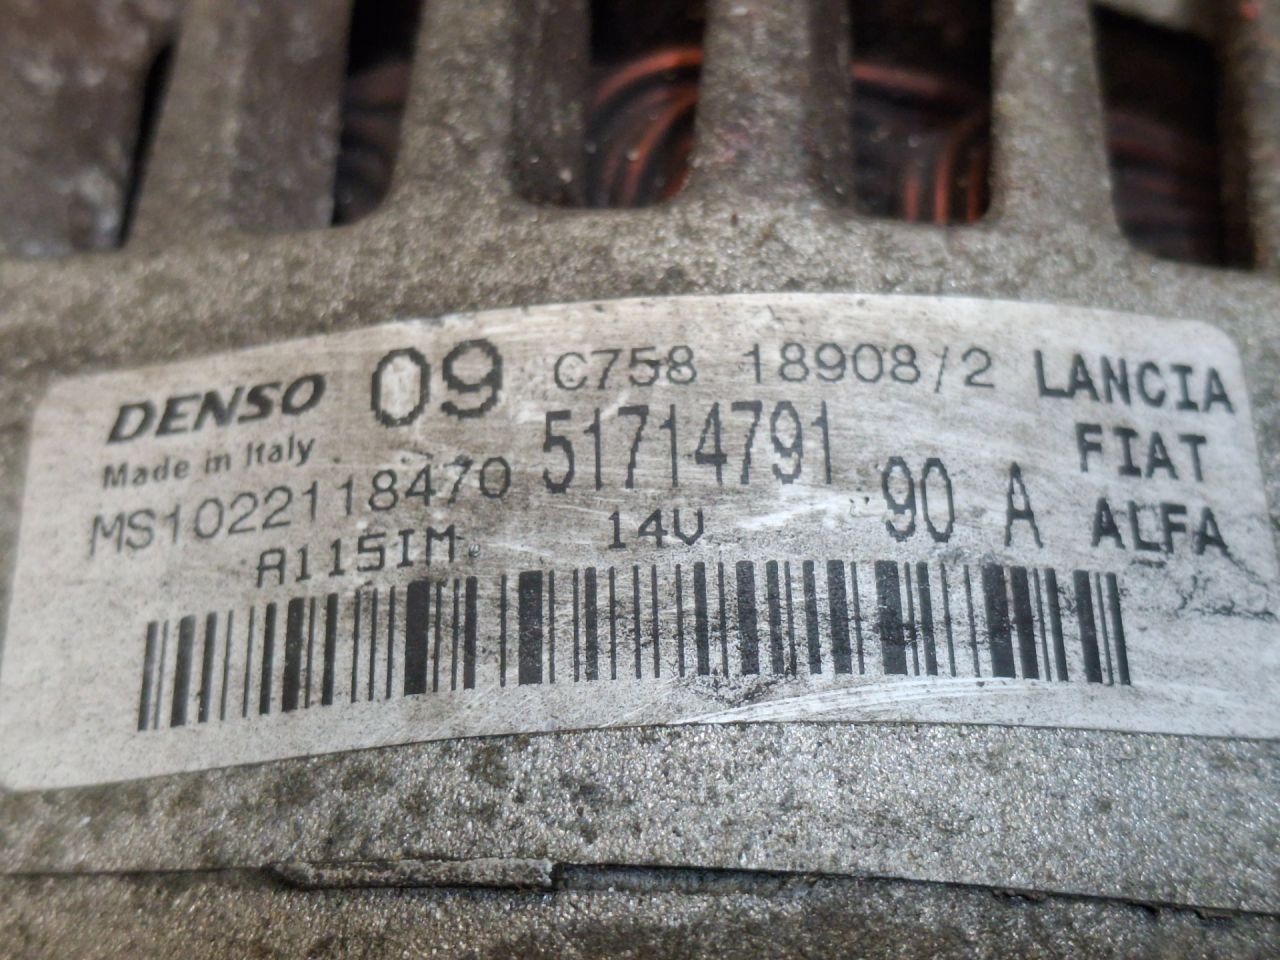 DENSO 09 C758 18908/2 LANCIA
Made in Italy 51714791 FIAT
MS1022118470 90 A ALFA
A115IM 14V